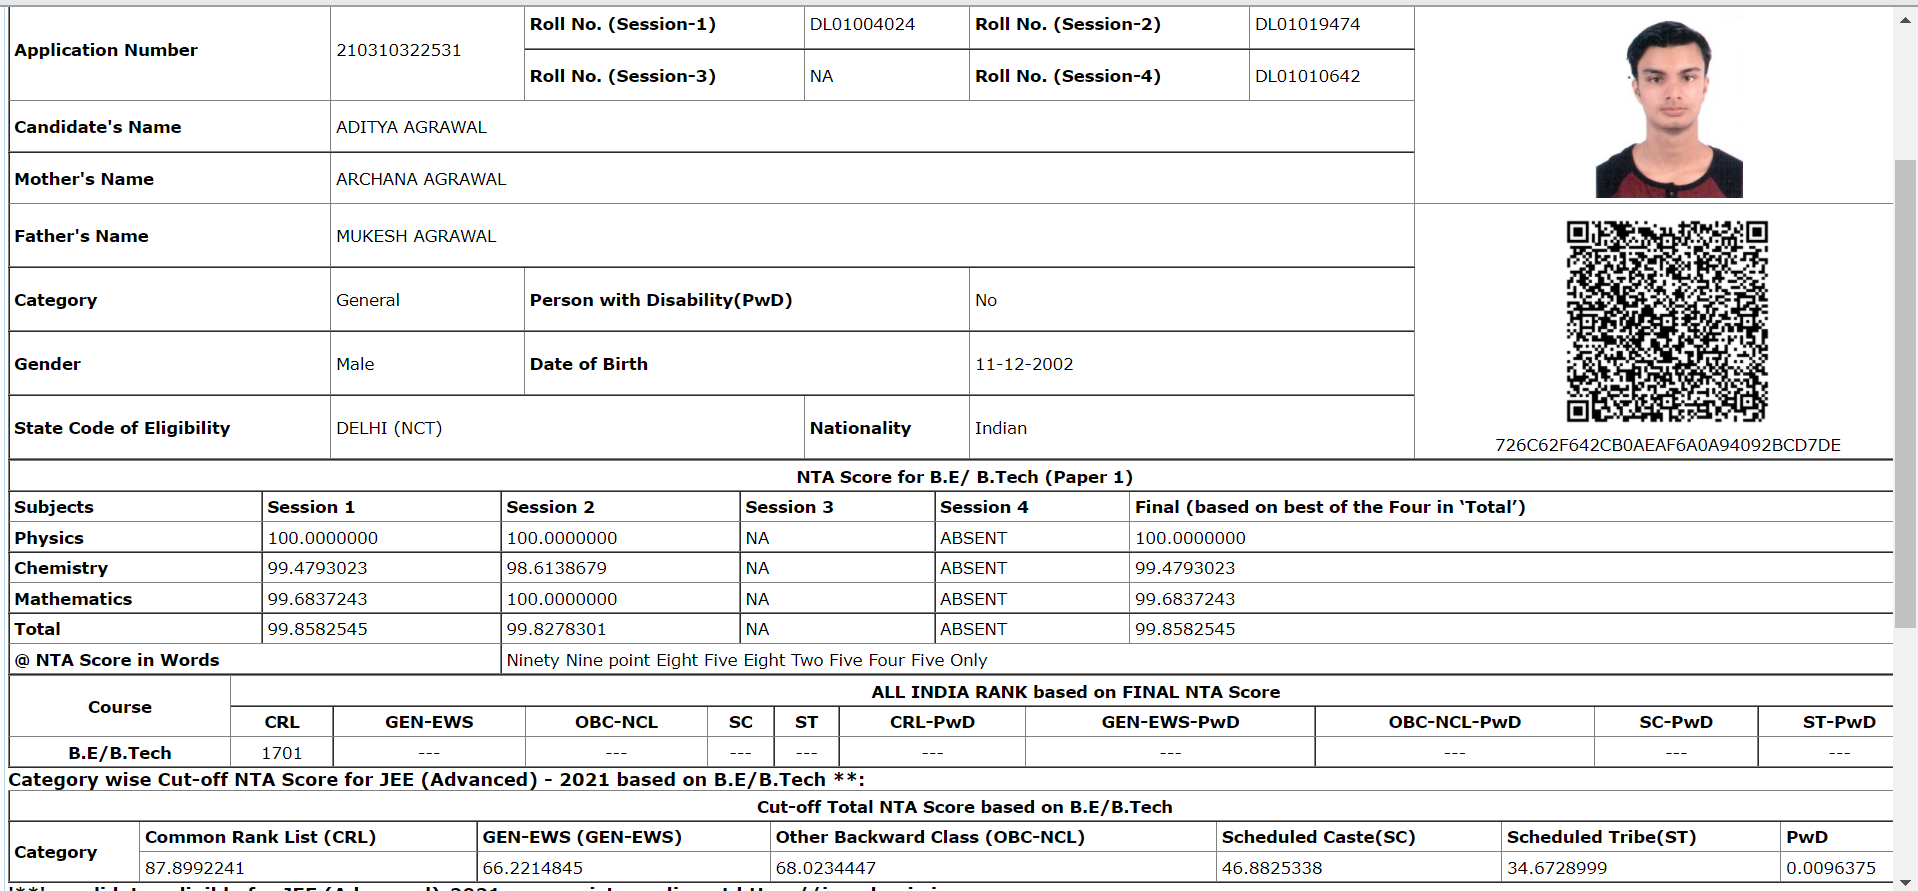 Application Number 210310322531 Roll No. (Session-1) DL01004024 Roll No. (Session-2) DL01019474
Roll No. (Session-3) NA Roll No. (Session-4) DL01010642
Candidate's Name ADITYA AGRAWAL
Mother's Name ARCHANA AGRAWAL
Father's Name MUKESH AGRAWAL
Category General Person with Disability(PwD) No
Gender Male Date of Birth 11-12-2002
State Code of Eligibility DELHI (NCT) Nationality Indian
726C62F642CB0AEAF6A0A94092BCD7DE
NTA Score for B.E/ B.Tech (Paper 1)
Subjects Session 1 Session 2 Session 3 Session 4 Final (based on best of the Four in ‘Total’)
Physics 100.0000000 100.0000000 NA ABSENT 100.0000000
Chemistry 99.4793023 98.6138679 NA ABSENT 99.4793023
Mathematics 99.6837243 100.0000000 NA ABSENT 99.6837243
Total 99.8582545 99.8278301 NA ABSENT 99.8582545
@ NTA Score in Words Ninety Nine point Eight Five Eight Two Five Four Five Only
Course ALL INDIA RANK based on FINAL NTA Score
CRL GEN-EWS OBC-NCL SC ST CRL-PwD GEN-EWS-PwD OBC-NCL-PwD SC-PwD ST-PwD
B.E/B.Tech 1701 --- --- --- --- --- --- --- --- ---
Category wise Cut-off NTA Score for JEE (Advanced) - 2021 based on B.E/B.Tech **:
Cut-off Total NTA Score based on B.E/B.Tech
Category Common Rank List (CRL) GEN-EWS (GEN-EWS) Other Backward Class (OBC-NCL) Scheduled Caste(SC) Scheduled Tribe(ST) PwD
87.8992241 66.2214845 68.0234447 46.8825338 34.6728999 0.0096375